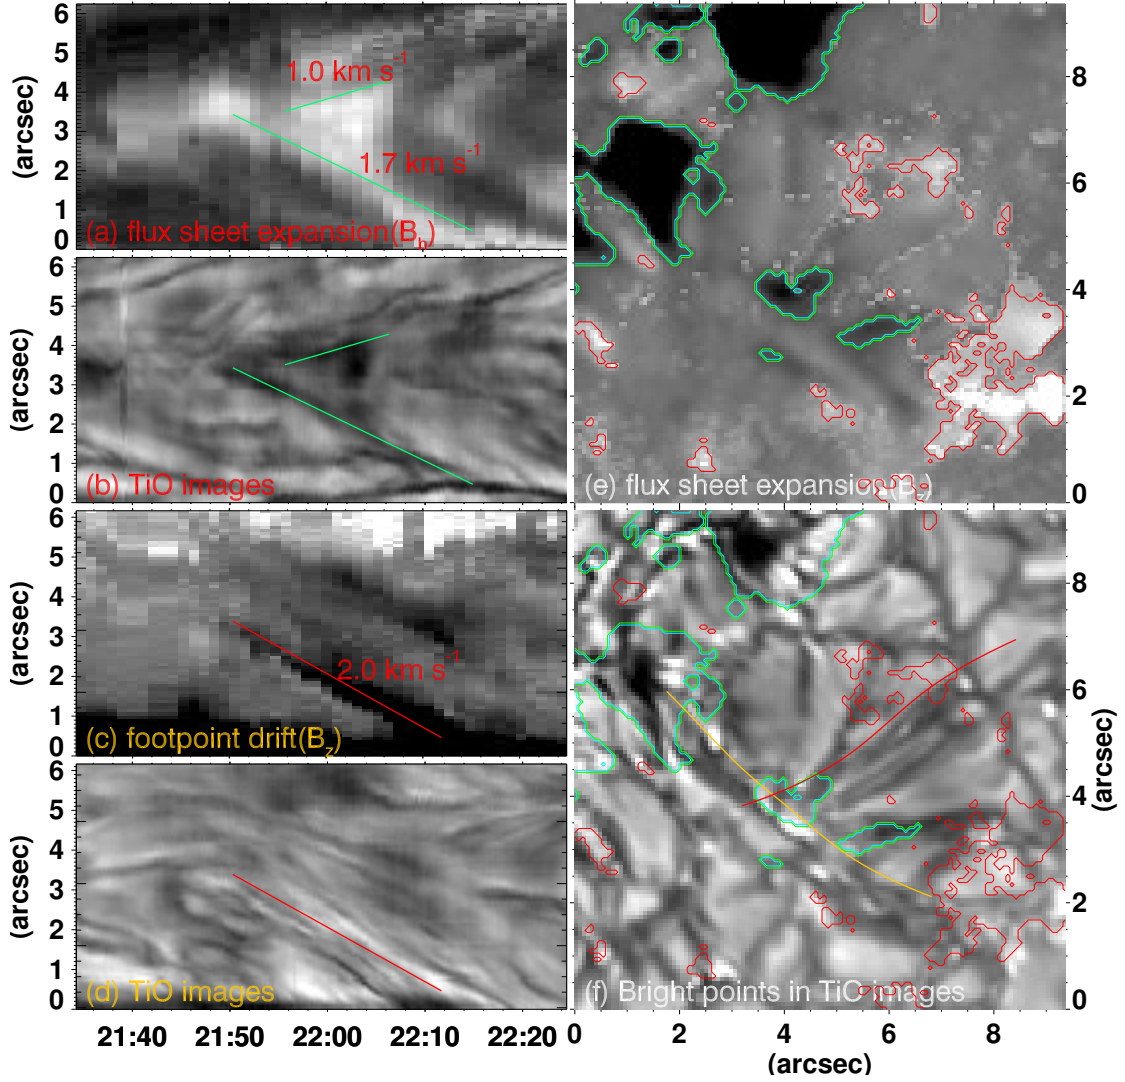 6
5
4
3
2
1
0
(arcsec)
1.0 km s-1
1.7 km s-1
(a) flux sheet expansion(Bh)
6
5
4
3
2
1
0
(arcsec)
(b) TiO images
6
5
4
3
2
1
0
(arcsec)
2.0 km s-1
(c) footpoint drift(Bz)
6
5
4
3
2
1
0
(arcsec)
(d) TiO images
21:40 21:50 22:00 22:10 22:20
8
6
4
2
0
(e) flux sheet expansion(Bz)
8
6
4
2
0
(arcsec)
(f) Bright points in TiO images
0 2 4 6 8
(arcsec)